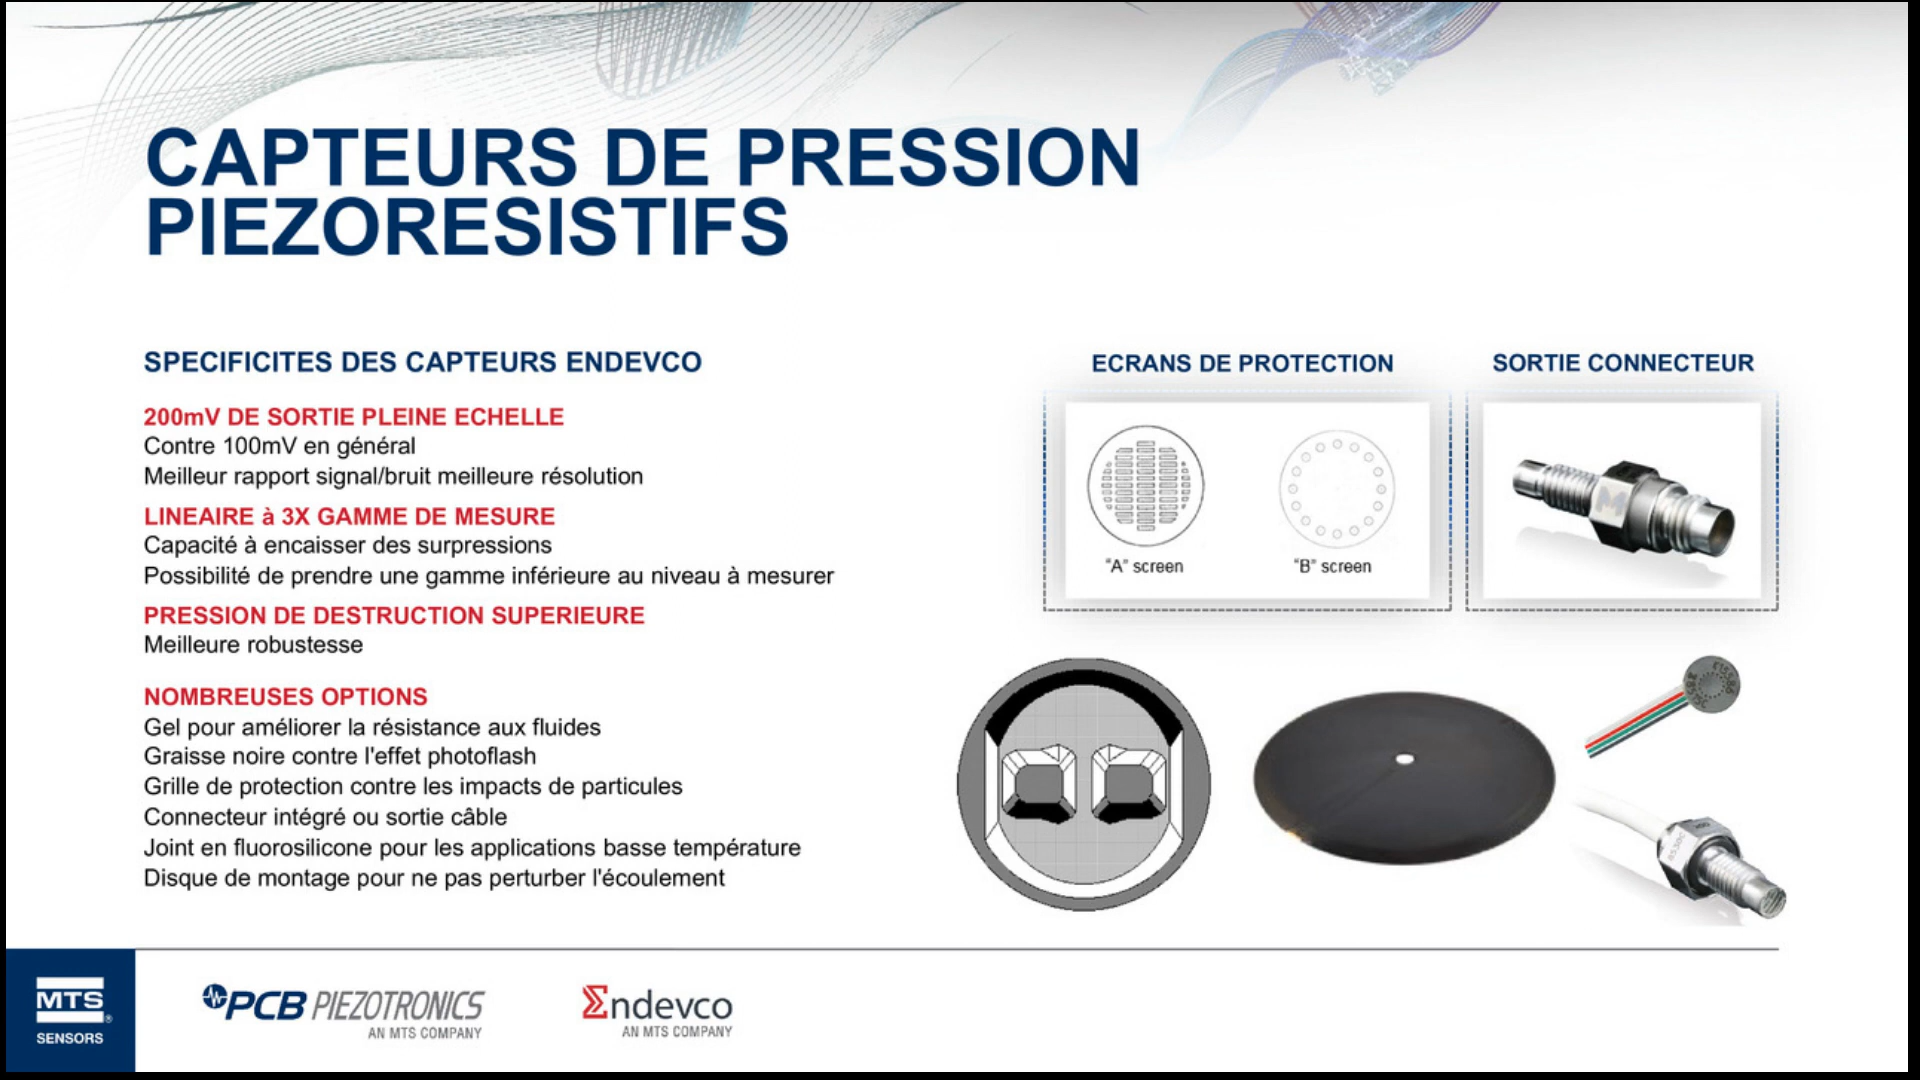 CAPTEURS DE PRESSION
PIEZORESISTIFS
SPECIFICITES DES CAPTEURS ENDEVCO
200mV DE SORTIE PLEINE ECHELLE
Contre 100mV en général
Meilleur rapport signal/bruit meilleure résolution
LINEAIRE à 3X GAMME DE MESURE
Capacité à encaisser des surpressions
Possibilité de prendre une gamme inférieure au niveau à mesurer
PRESSION DE DESTRUCTION SUPERIEURE
Meilleure robustesse
NOMBREUSES OPTIONS
Gel pour améliorer la résistance aux fluides
Graisse noire contre l'effet photoflash
Grille de protection contre les impacts de particules
Connecteur intégré ou sortie câble
Joint en fluorosilicone pour les applications basse température
Disque de montage pour ne pas perturber l'écoulement
ECRANS DE PROTECTION
"A" screen
"B" screen
SORTIE CONNECTEUR
M
MTS®
SENSORS
PCB PIEZOTRONICS
AN MTS COMPANY
Endevco
AN MTS COMPANY